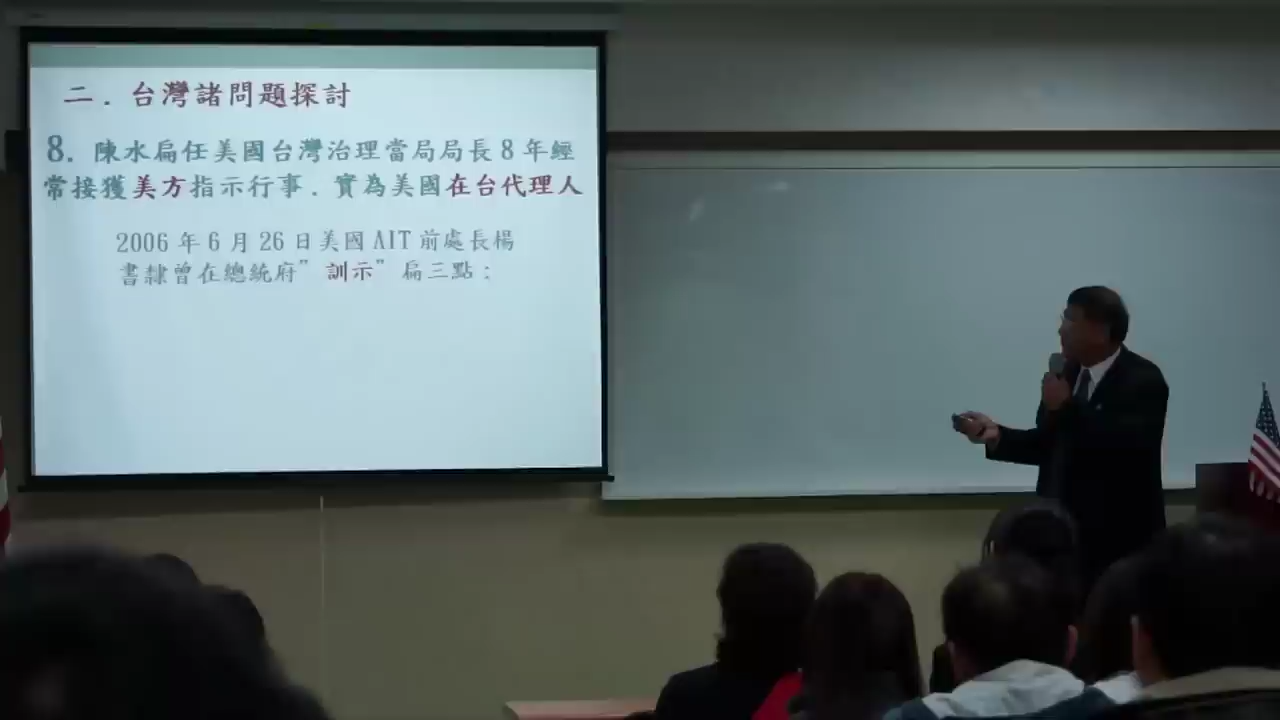 二．台灣諸問題探討
8. 陳水扁任美國台灣治理當局局長8年經
常接獲美方指示行事．實為美國在台代理人
2006年6月26日美國AIT前處長楊
書隸曾在總統府”訓示”扁三點：